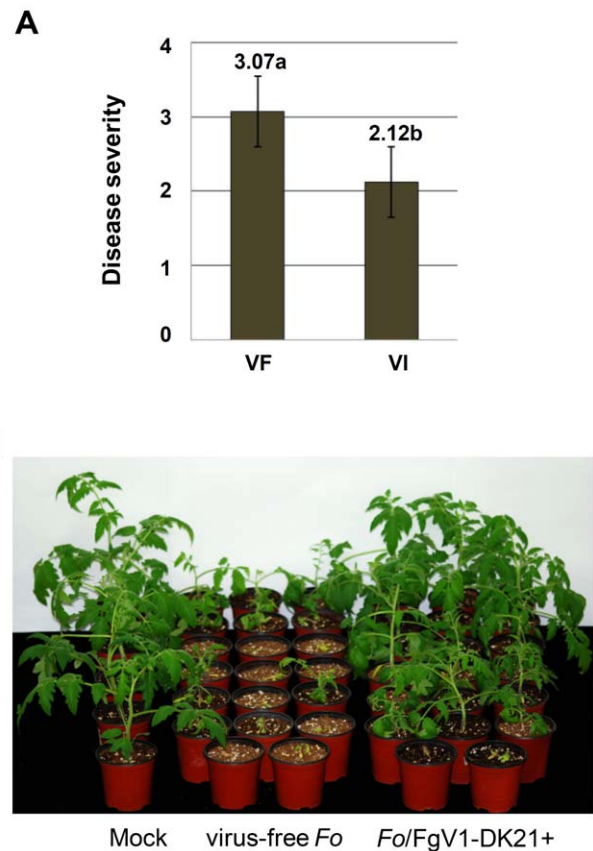 A
Disease severity
4
3
2
1
0
3.07a
2.12b
VF
VI
Mock virus-free Fo Fo/FgV1-DK21+